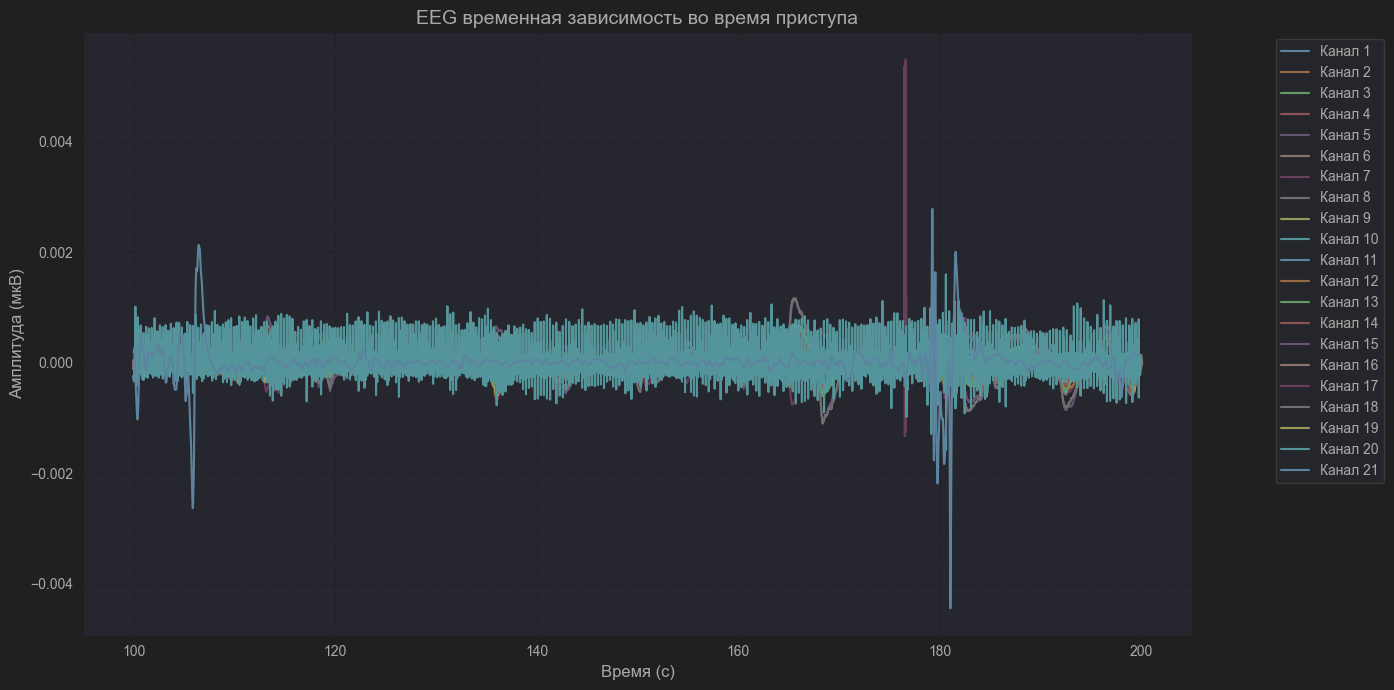 EEG временная зависимость во время приступа
Амплитуда (мкВ)
0.004
0.002
0.000
−0.002
−0.004
100
120
140
160
180
200
Время (с)
Канал 1
Канал 2
Канал 3
Канал 4
Канал 5
Канал 6
Канал 7
Канал 8
Канал 9
Канал 10
Канал 11
Канал 12
Канал 13
Канал 14
Канал 15
Канал 16
Канал 17
Канал 18
Канал 19
Канал 20
Канал 21